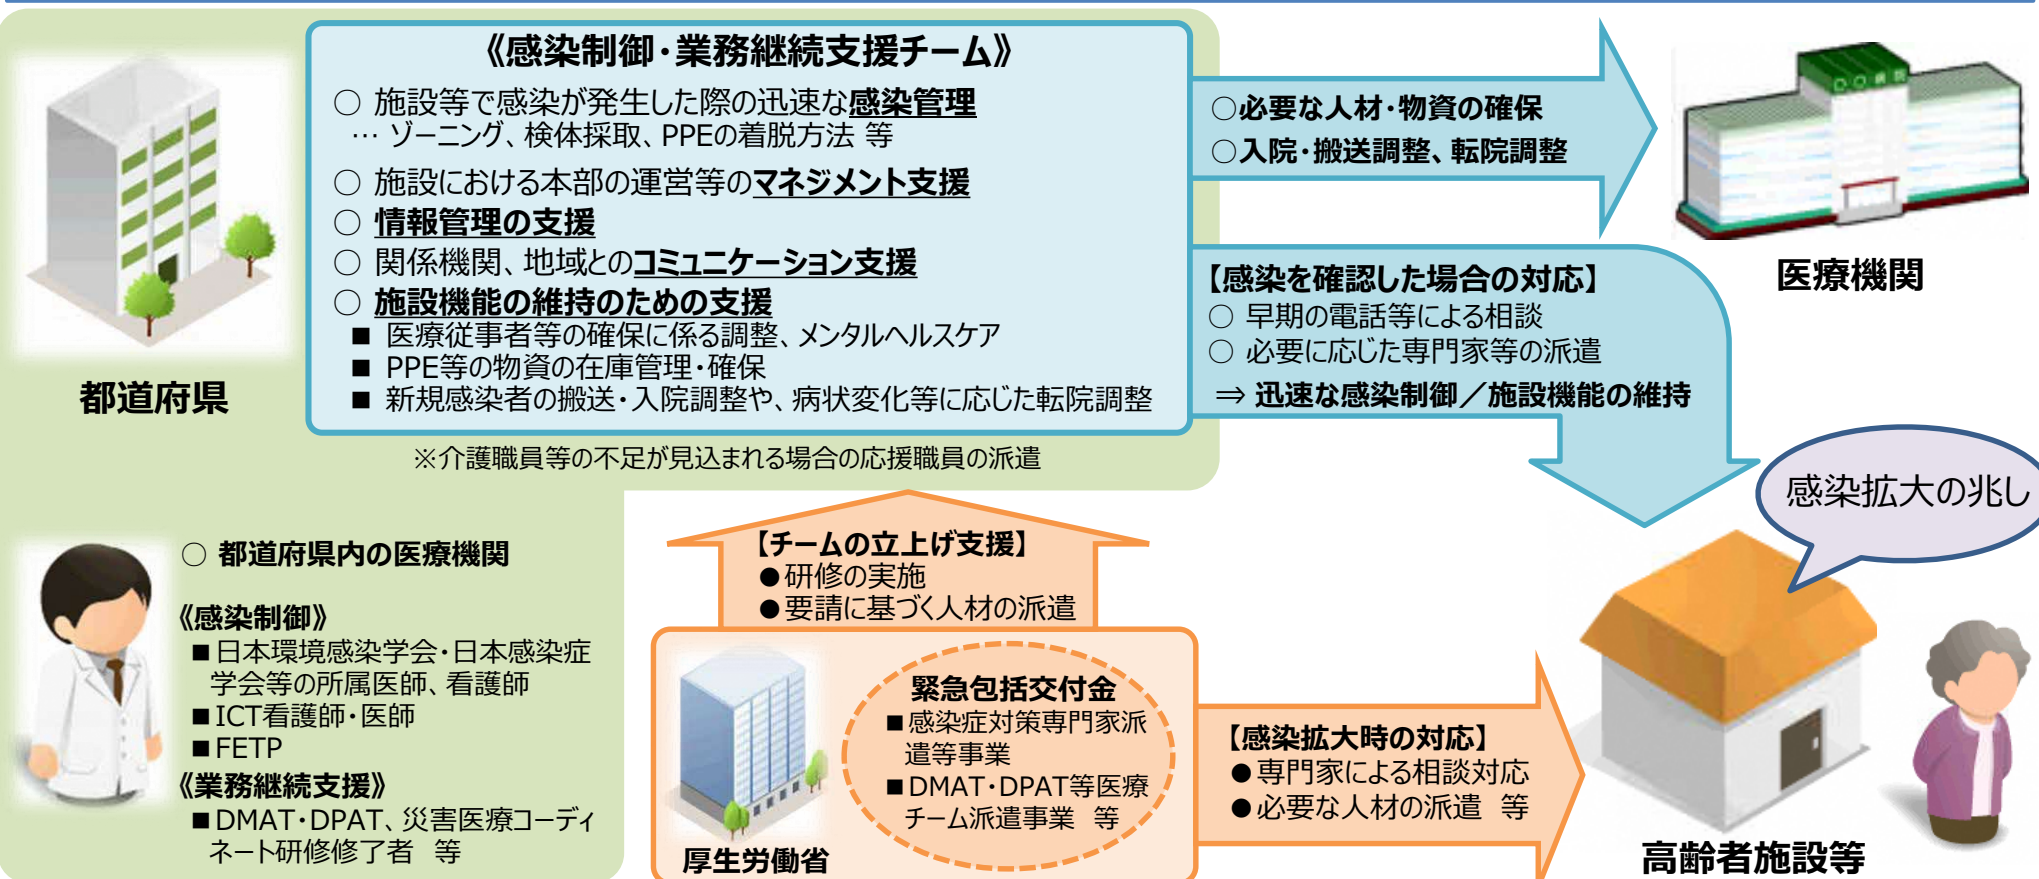 《感染制御・業務継続支援チーム》
○ 施設等で感染が発生した際の迅速な感染管理
… ゾーニング、検体採取、PPEの着脱方法 等
○ 施設における本部の運営等のマネジメント支援
○ 情報管理の支援
○ 関係機関、地域とのコミュニケーション支援
○ 施設機能の維持のための支援
■ 医療従事者等の確保に係る調整、メンタルヘルスケア
■ PPE等の物資の在庫管理・確保
■ 新規感染者の搬送・入院調整や、病状変化等に応じた転院調整
※介護職員等の不足が見込まれる場合の応援職員の派遣
都道府県
○必要な人材・物資の確保
○入院・搬送調整、転院調整
○○病院
医療機関
【感染を確認した場合の対応】
○ 早期の電話等による相談
○ 必要に応じた専門家等の派遣
⇒ 迅速な感染制御／施設機能の維持
感染拡大の兆し
○ 都道府県内の医療機関
《感染制御》
■日本環境感染学会・日本感染症
学会等の所属医師、看護師
■ICT看護師・医師
■FETP
《業務継続支援》
■DMAT・DPAT、災害医療コーディ
ネート研修修了者 等
【チームの立上げ支援】
●研修の実施
●要請に基づく人材の派遣
緊急包括交付金
■感染症対策専門家派
遣等事業
■DMAT・DPAT等医療
チーム派遣事業 等
厚生労働省
【感染拡大時の対応】
●専門家による相談対応
●必要な人材の派遣 等
高齢者施設等